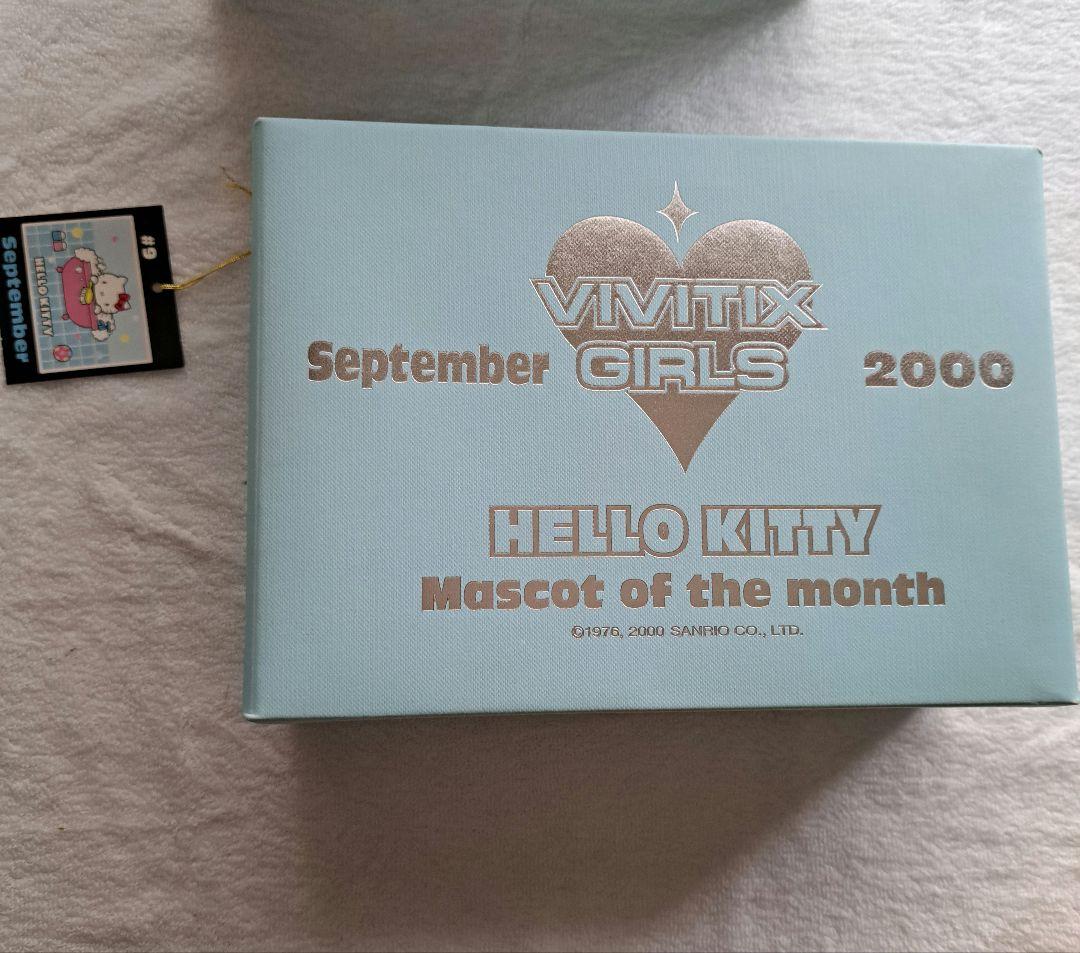 VIVITIX
GIRLS
September
2000
HELLO KITTY
Mascot of the month
©1976, 2000 SANRIO CO., LTD.
#9
HELLO KITTY
September